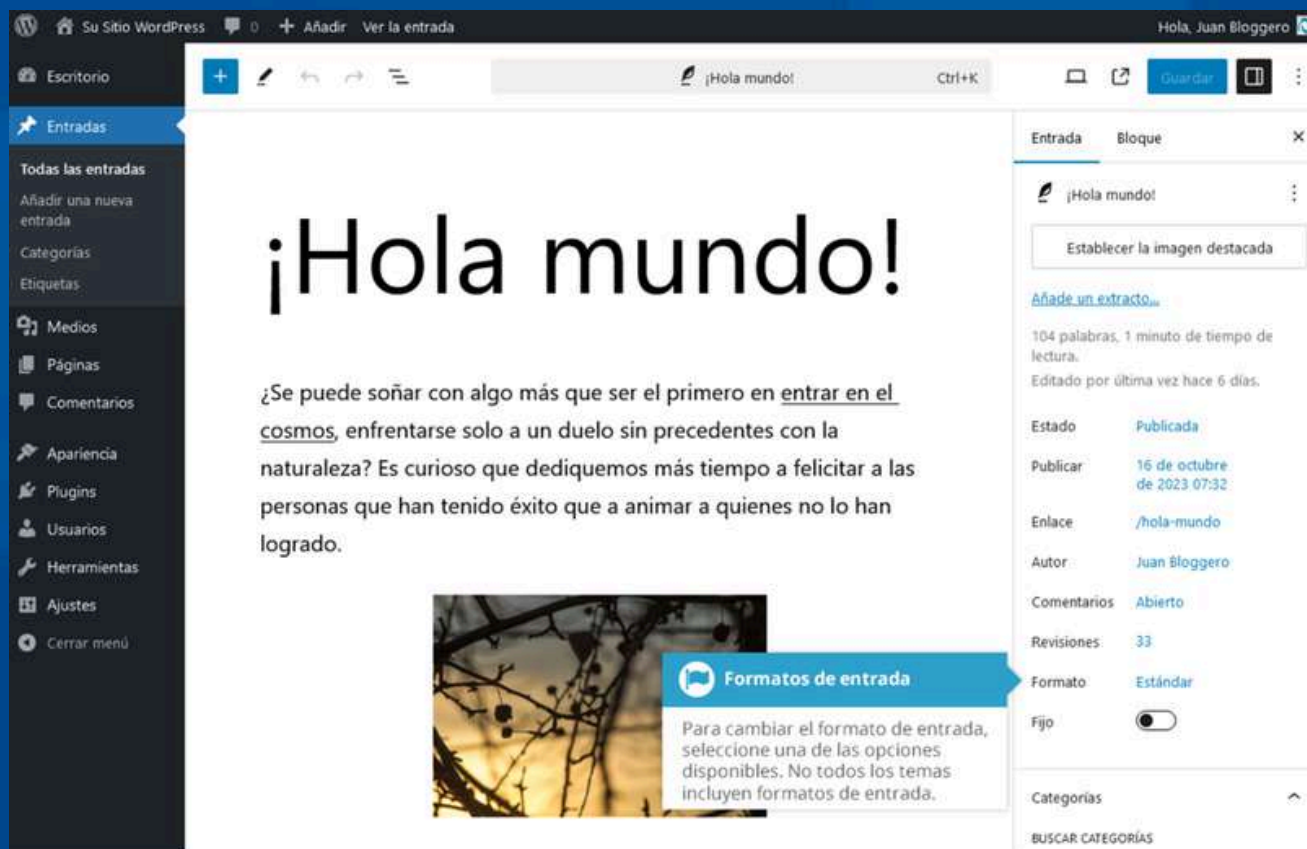 Su Sitio WordPress 0 + Añadir Ver la entrada
Hola, Juan Bloggero
Escritorio
Entradas
Todas las entradas
Añadir una nueva
entrada
Categorías
Etiquetas
Medios
Páginas
Comentarios
Apariencia
Plugins
Usuarios
Herramientas
Ajustes
Cerrar menú
¡Hola mundo! Ctrl+K
Guardar
¡Hola mundo!
¿Se puede soñar con algo más que ser el primero en entrar en el
cosmos, enfrentarse solo a un duelo sin precedentes con la
naturaleza? Es curioso que dediquemos más tiempo a felicitar a las
personas que han tenido éxito que a animar a quienes no lo han
logrado.
Formatos de entrada
Para cambiar el formato de entrada,
seleccione una de las opciones
disponibles. No todos los temas
incluyen formatos de entrada.
Entrada Bloque
¡Hola mundo!
Establecer la imagen destacada
Añade un extracto...
104 palabras, 1 minuto de tiempo de
lectura.
Editado por última vez hace 6 días.
Estado Publicada
Publicar 16 de octubre
de 2023 07:32
Enlace /hola-mundo
Autor Juan Bloggero
Comentarios Abierto
Revisiones 33
Formato Estándar
Fijo
Categorías
BUSCAR CATEGORÍAS